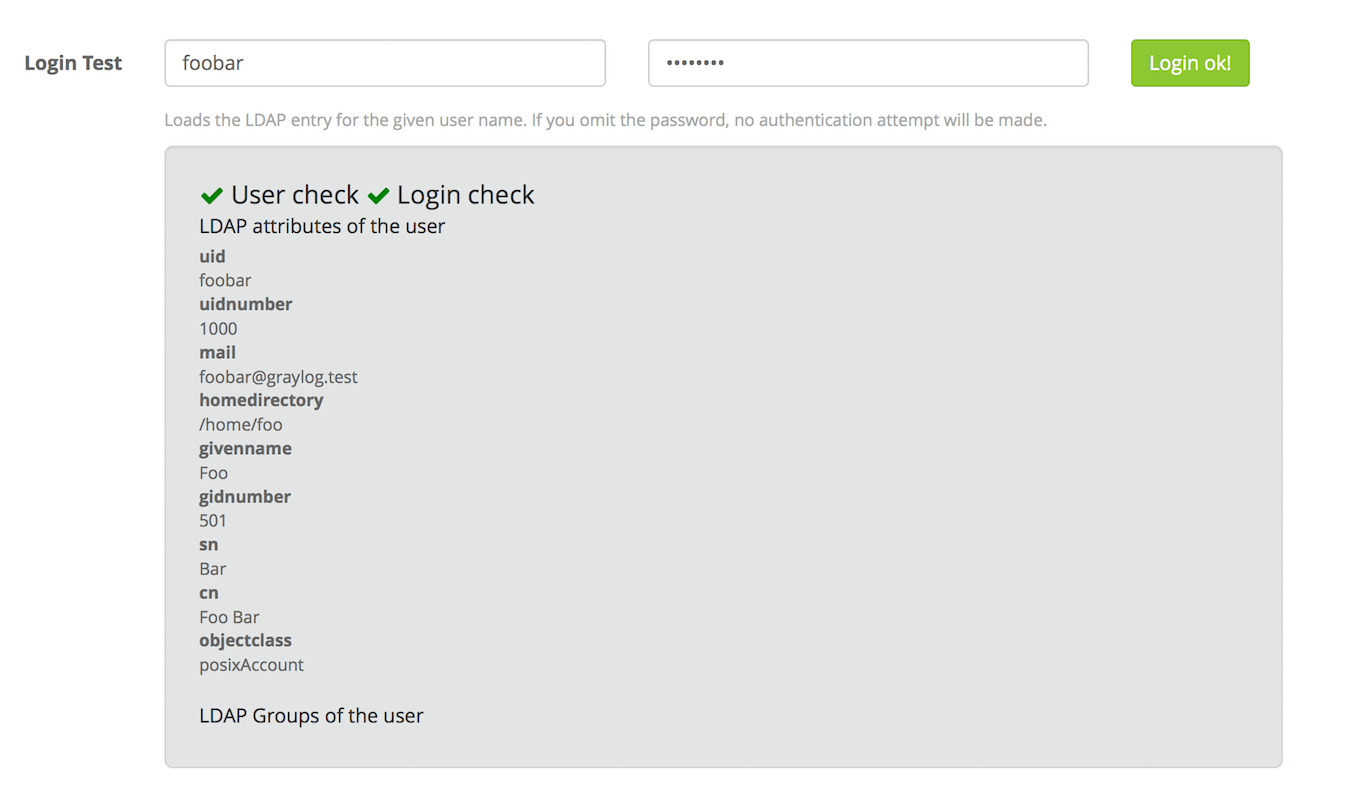 Login Test foobar •••••••• Login ok!
Loads the LDAP entry for the given user name. If you omit the password, no authentication attempt will be made.
User check Login check
LDAP attributes of the user
uid
foobar
uidnumber
1000
mail
foobar@graylog.test
homedirectory
/home/foo
givenname
Foo
gidnumber
501
sn
Bar
cn
Foo Bar
objectclass
posixAccount
LDAP Groups of the user